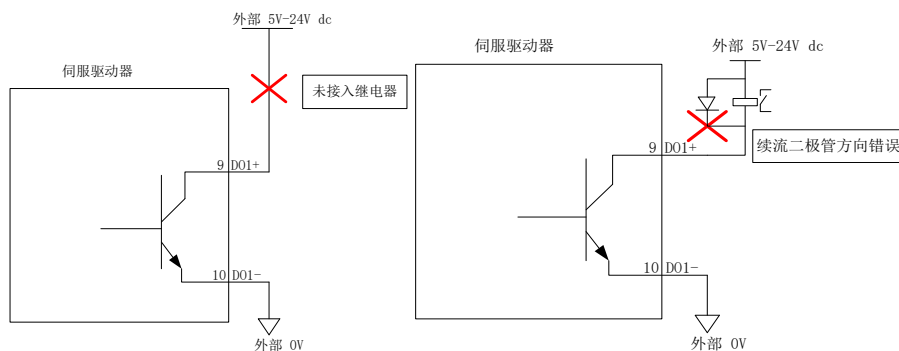 外部 5V-24V dc
伺服驱动器
未接入继电器
9 DO1+
10 DO1-
外部 0V
伺服驱动器
外部 5V-24V dc
续流二极管方向错误
9 DO1+
10 DO1-
外部 0V